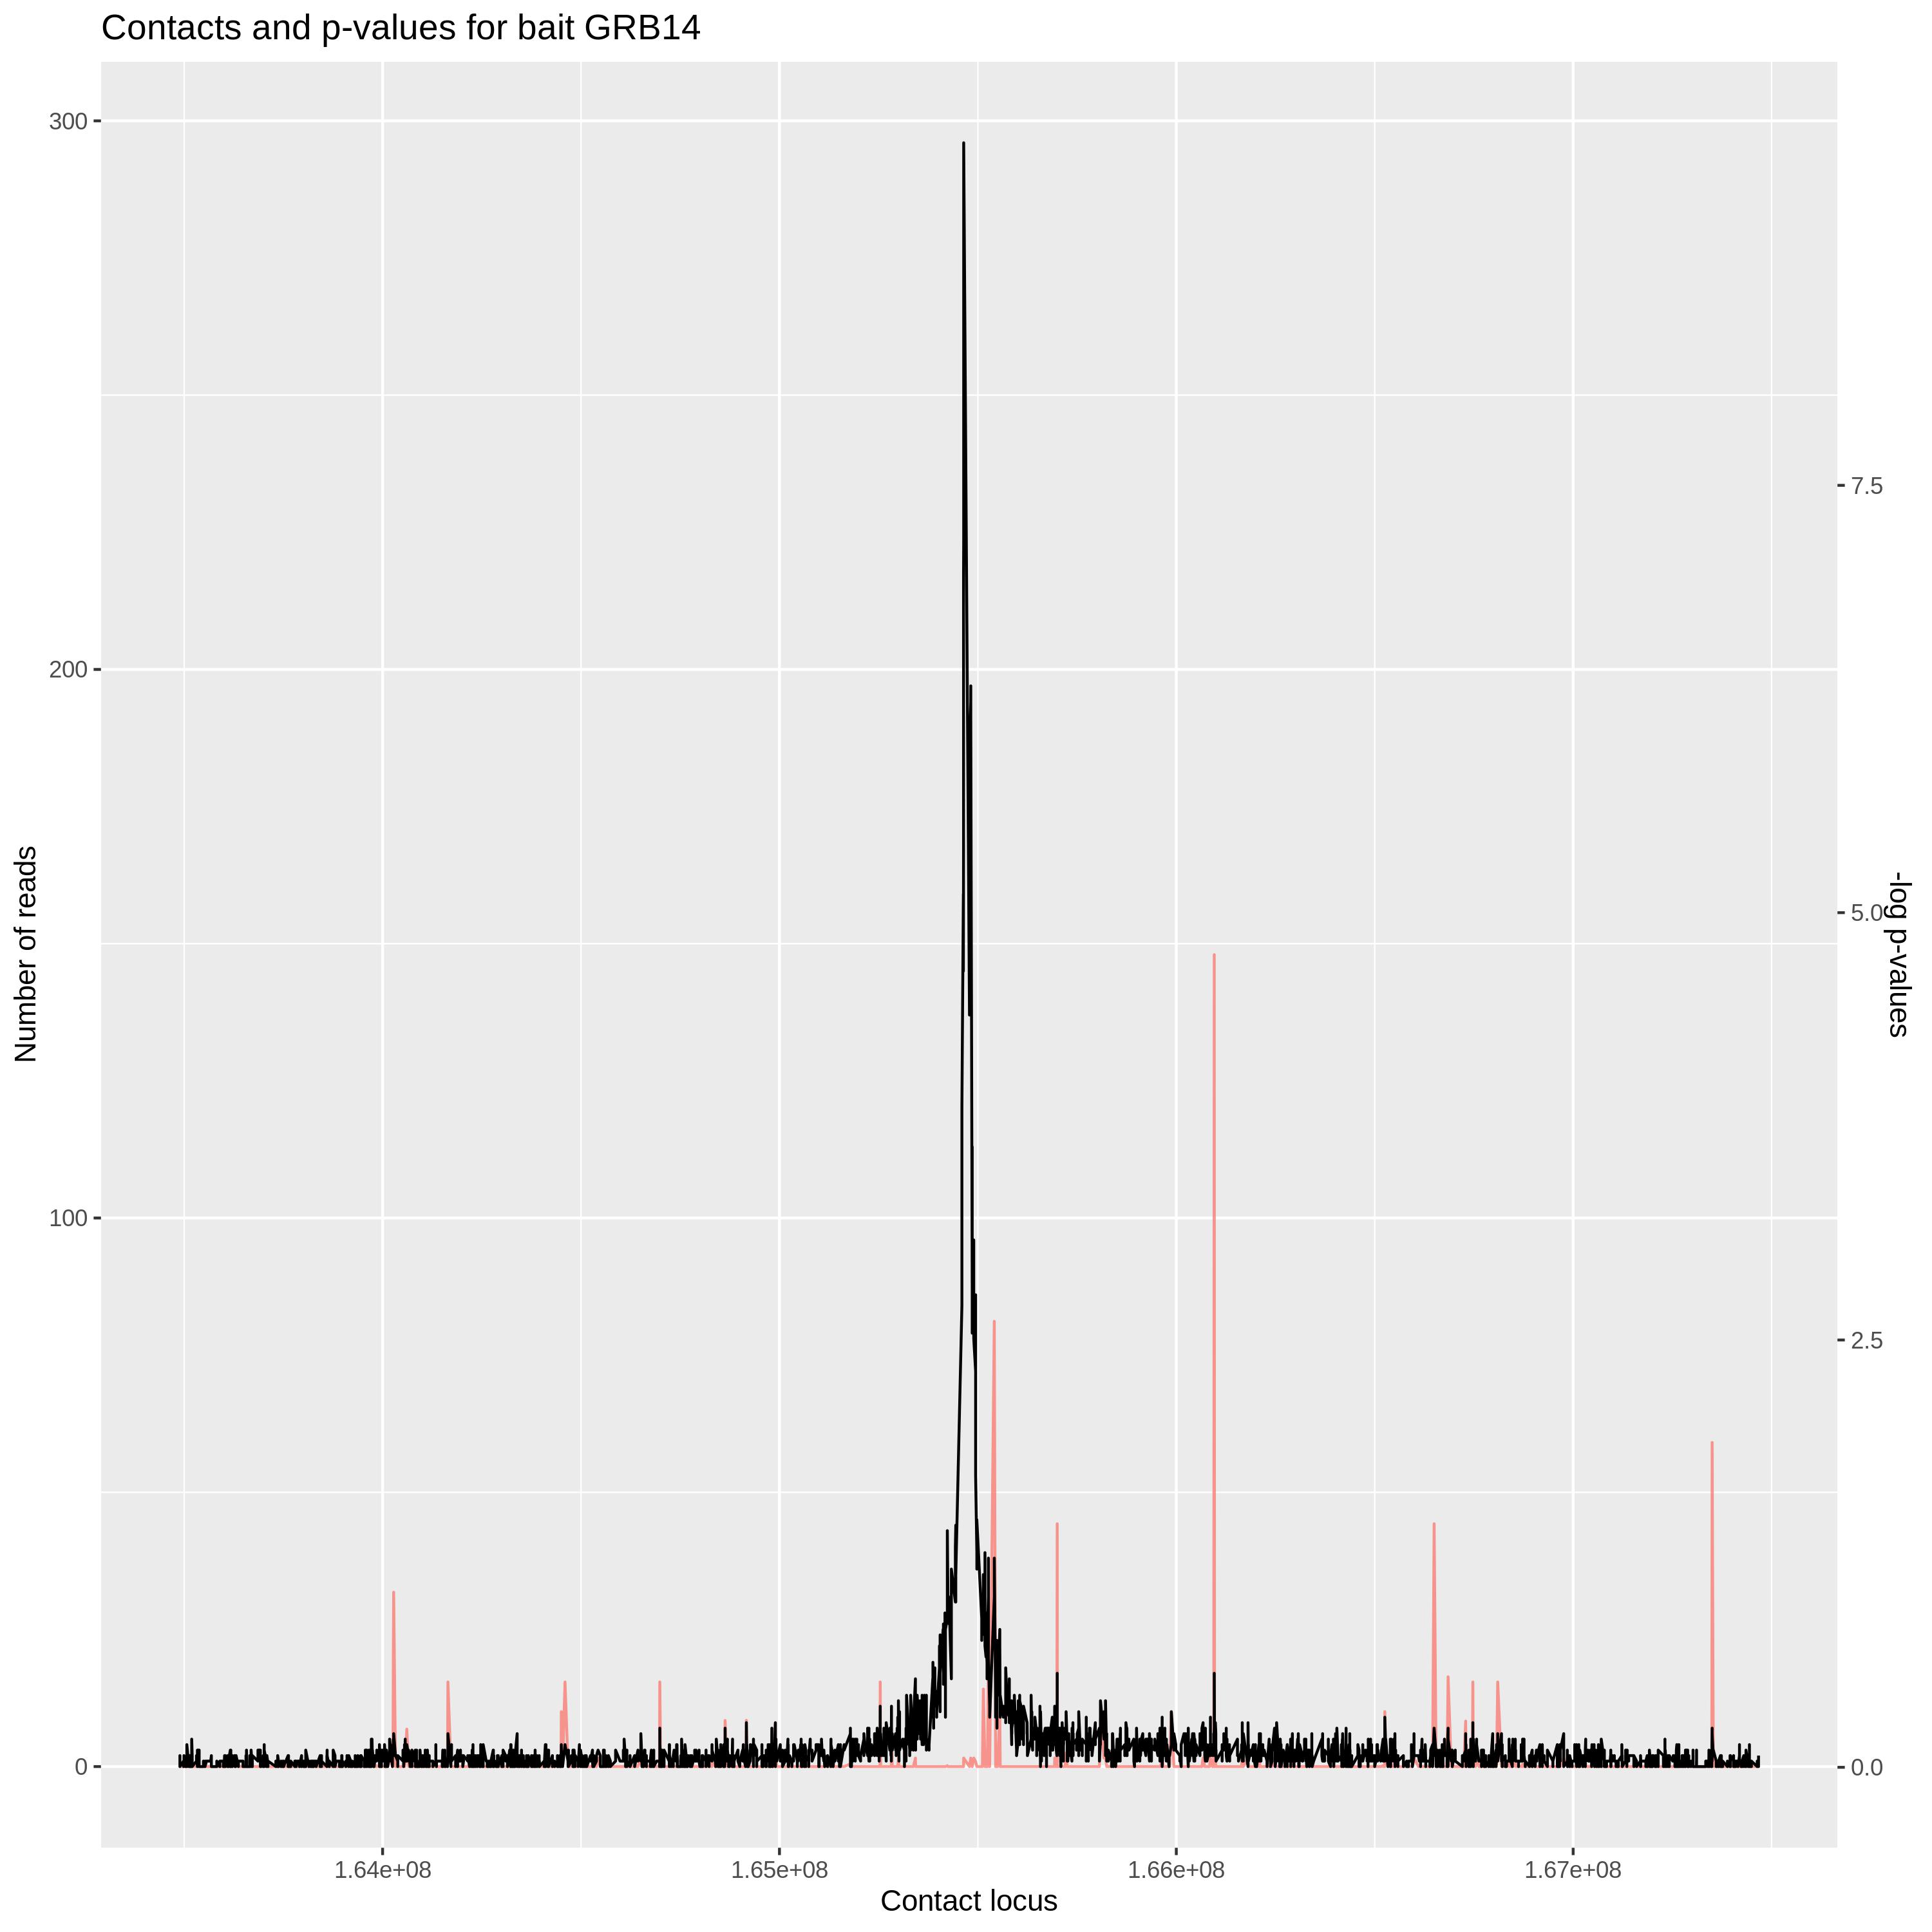 Contacts and p-values for bait GRB14
300
200
100
0
Number of reads
7.5
5.0
2.5
0.0
-log p-values
1.64e+08
1.65e+08
1.66e+08
1.67e+08
Contact locus